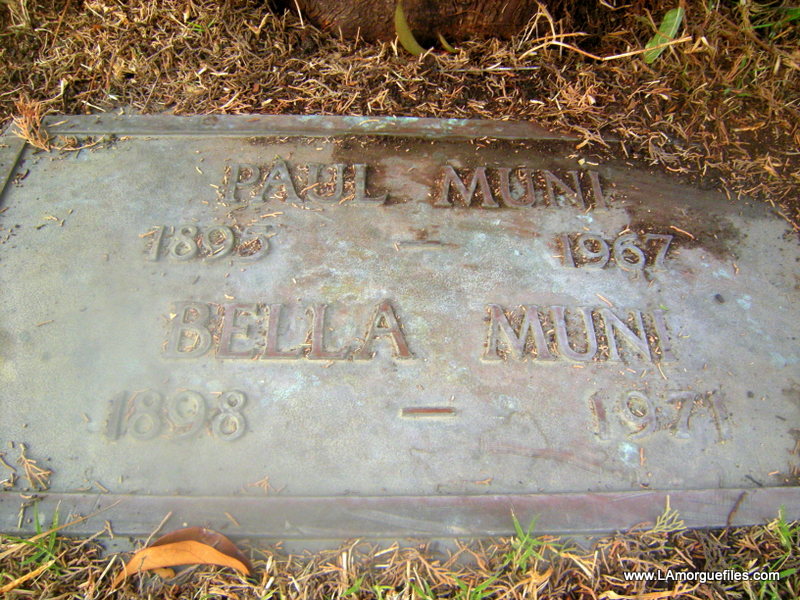 PAUL MUNI
1895 – 1967
BELLA MUNI
1898 – 1971
www.LAmorguefiles.com